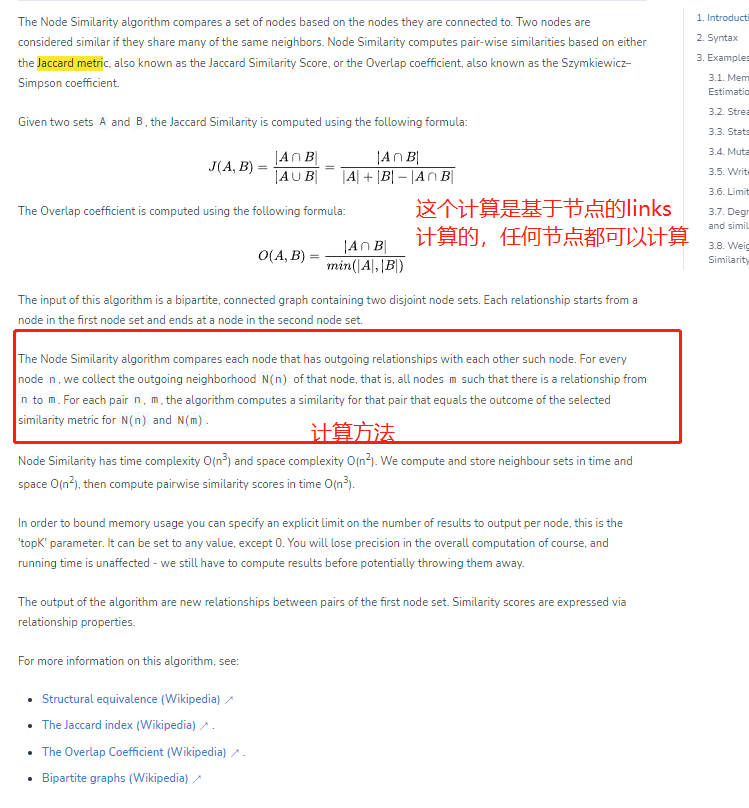 The Node Similarity algorithm compares a set of nodes based on the nodes they are connected to. Two nodes are
considered similar if they share many of the same neighbors. Node Similarity computes pair-wise similarities based on either
the Jaccard metric, also known as the Jaccard Similarity Score, or the Overlap coefficient, also known as the Szymkiewicz–
Simpson coefficient.
Given two sets A and B, the Jaccard Similarity is computed using the following formula:
J(A, B) = |A ∩ B| / |A ∪ B| = |A ∩ B| / |A| + |B| − |A ∩ B|
The Overlap coefficient is computed using the following formula:
这个计算是基于节点的links
计算的，任何节点都可以计算
O(A, B) = |A ∩ B| / min(|A|, |B|)
The input of this algorithm is a bipartite, connected graph containing two disjoint node sets. Each relationship starts from a
node in the first node set and ends at a node in the second node set.
The Node Similarity algorithm compares each node that has outgoing relationships with each other such node. For every
node n, we collect the outgoing neighborhood N(n) of that node, that is, all nodes m such that there is a relationship from
n to m. For each pair n, m, the algorithm computes a similarity for that pair that equals the outcome of the selected
similarity metric for N(n) and N(m).
计算方法
Node Similarity has time complexity O(n³) and space complexity O(n²). We compute and store neighbour sets in time and
space O(n²), then compute pairwise similarity scores in time O(n³).
In order to bound memory usage you can specify an explicit limit on the number of results to output per node, this is the
'topK' parameter. It can be set to any value, except 0. You will lose precision in the overall computation of course, and
running time is unaffected - we still have to compute results before potentially throwing them away.
The output of the algorithm are new relationships between pairs of the first node set. Similarity scores are expressed via
relationship properties.
For more information on this algorithm, see:
• Structural equivalence (Wikipedia) ↗
• The Jaccard index (Wikipedia) ↗ .
• The Overlap Coefficient (Wikipedia) ↗ .
• Bipartite graphs (Wikipedia) ↗
1. Introducti
2. Syntax
3. Examples
3.1. Mem
Estimatio
3.2. Strea
3.3. Stats
3.4. Muta
3.5. Write
3.6. Limit
3.7. Degr
and simil
3.8. Weig
Similarity